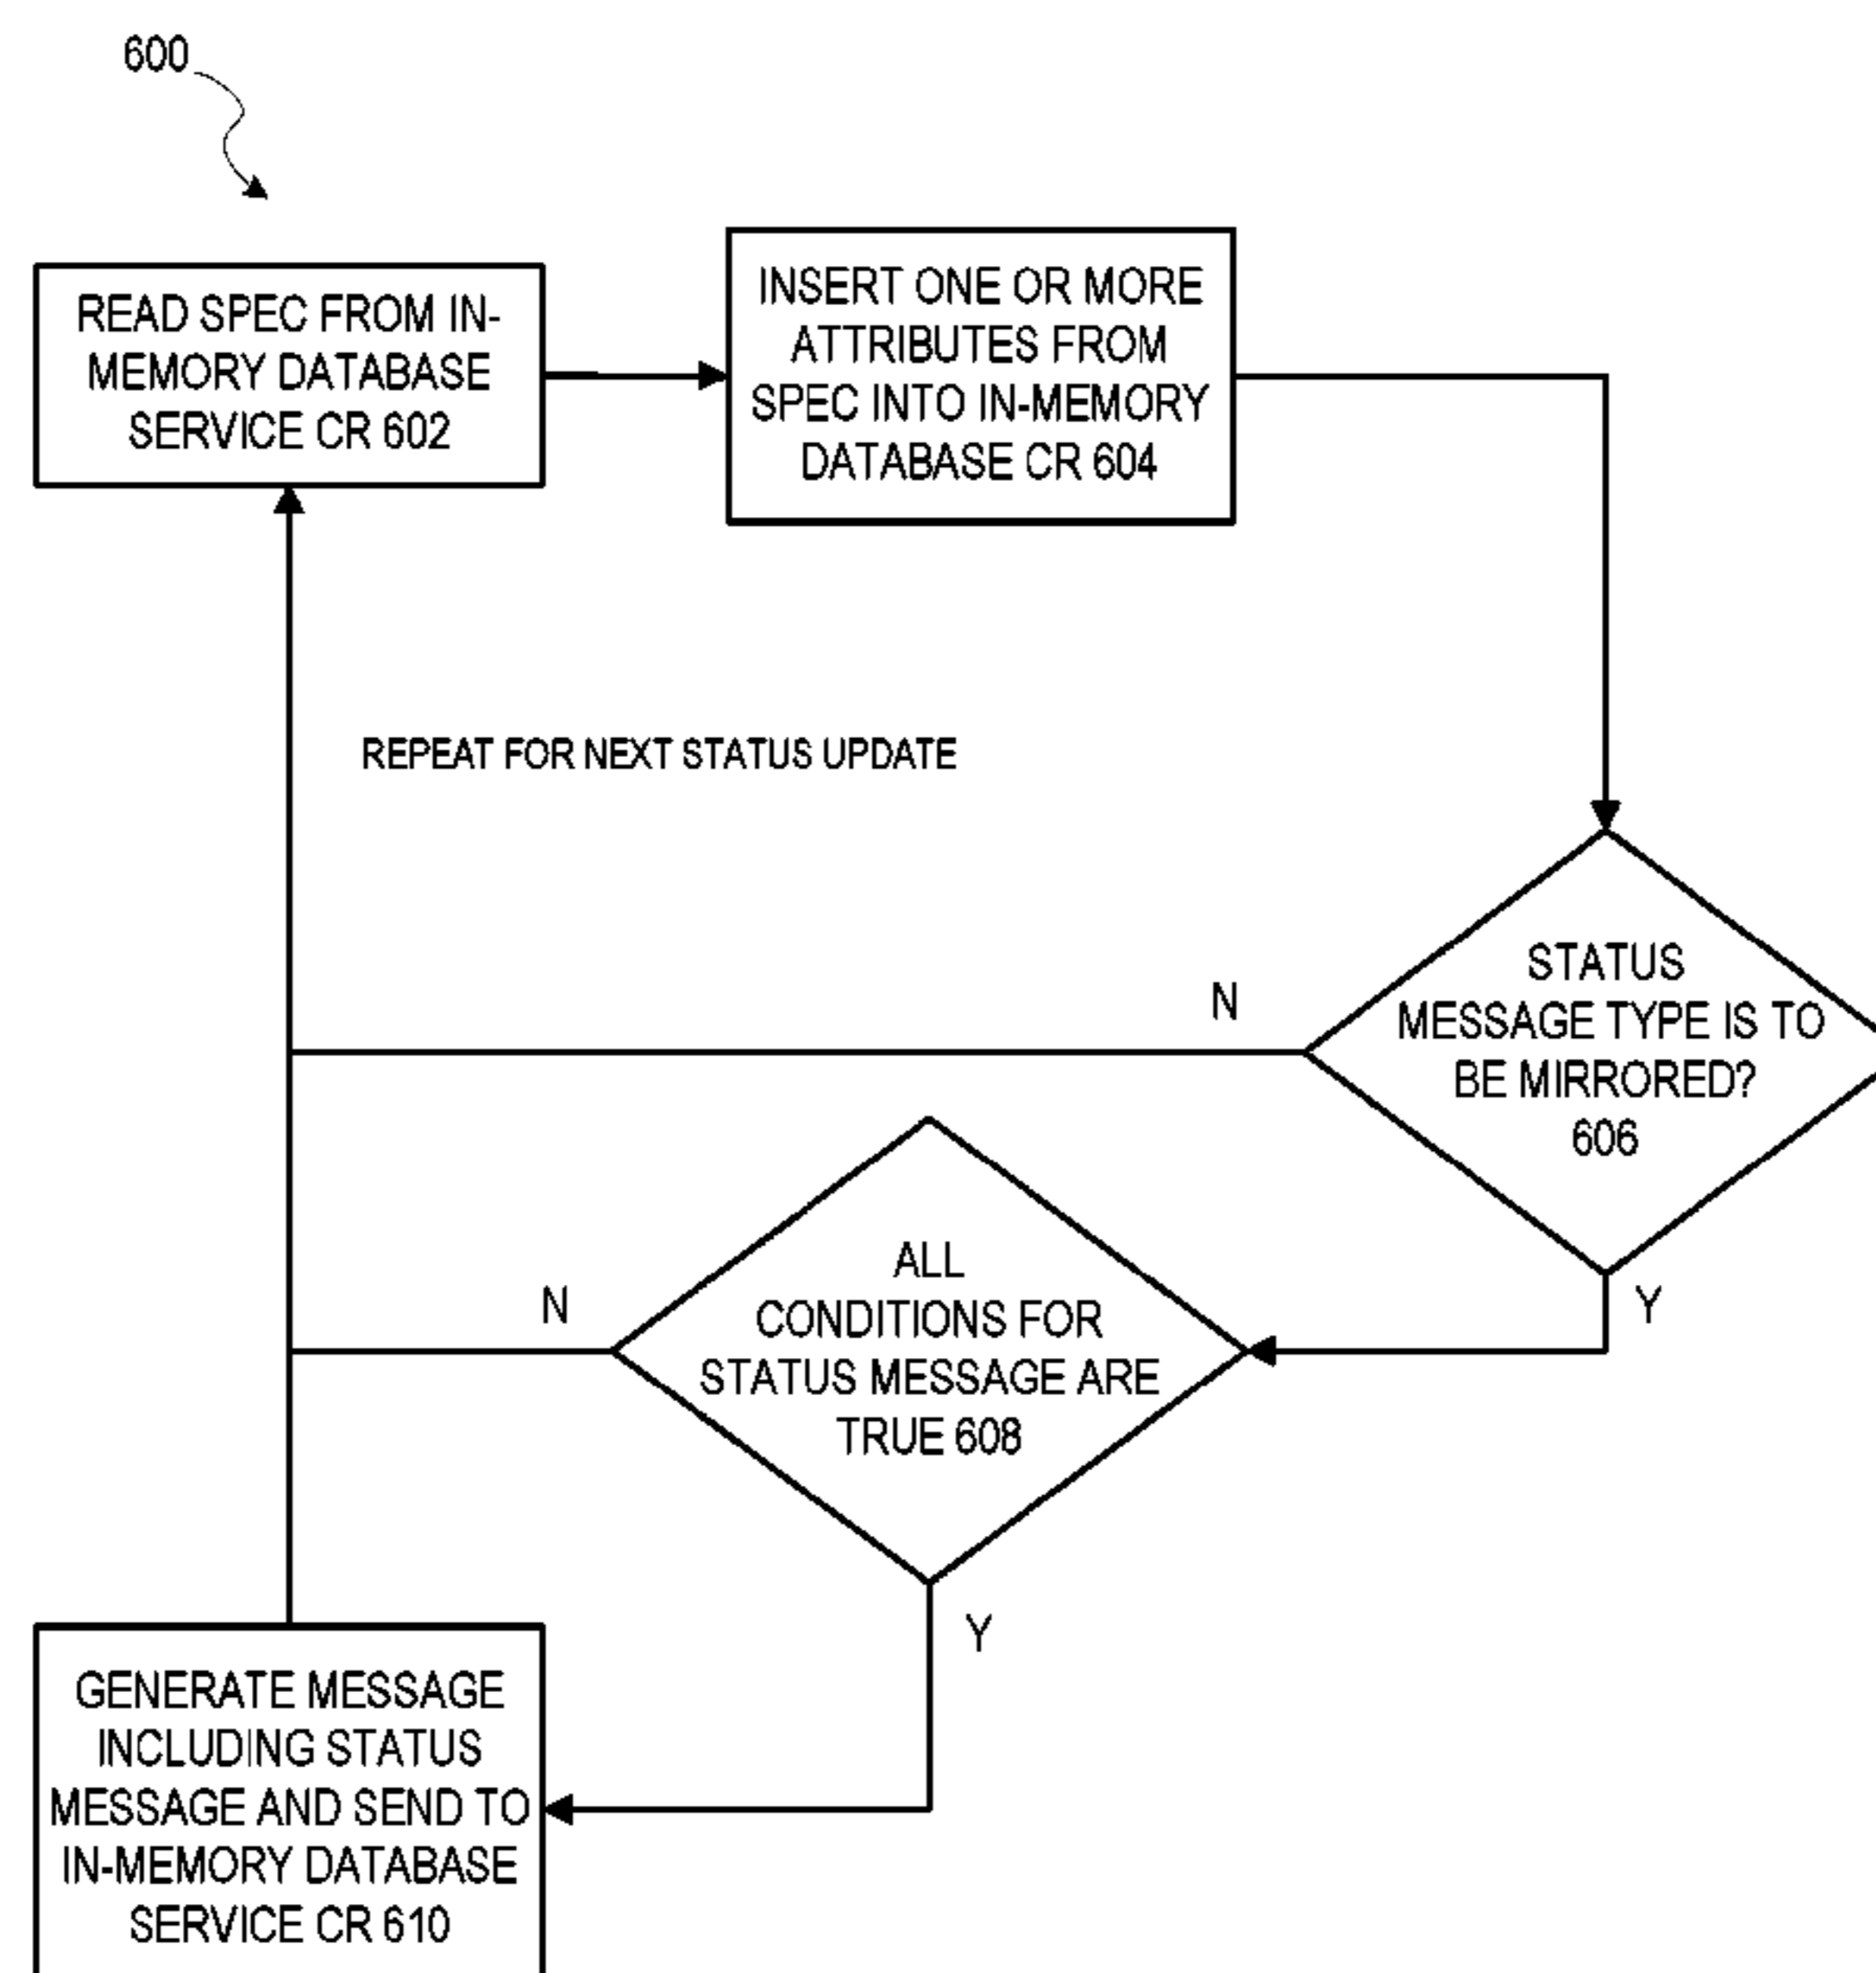 600
READ SPEC FROM IN-
MEMORY DATABASE
SERVICE CR 602
INSERT ONE OR MORE
ATTRIBUTES FROM
SPEC INTO IN-MEMORY
DATABASE CR 604
REPEAT FOR NEXT STATUS UPDATE
N
STATUS
MESSAGE TYPE IS TO
BE MIRRORED?
606
Y
N
ALL
CONDITIONS FOR
STATUS MESSAGE ARE
TRUE 608
Y
GENERATE MESSAGE
INCLUDING STATUS
MESSAGE AND SEND TO
IN-MEMORY DATABASE
SERVICE CR 610